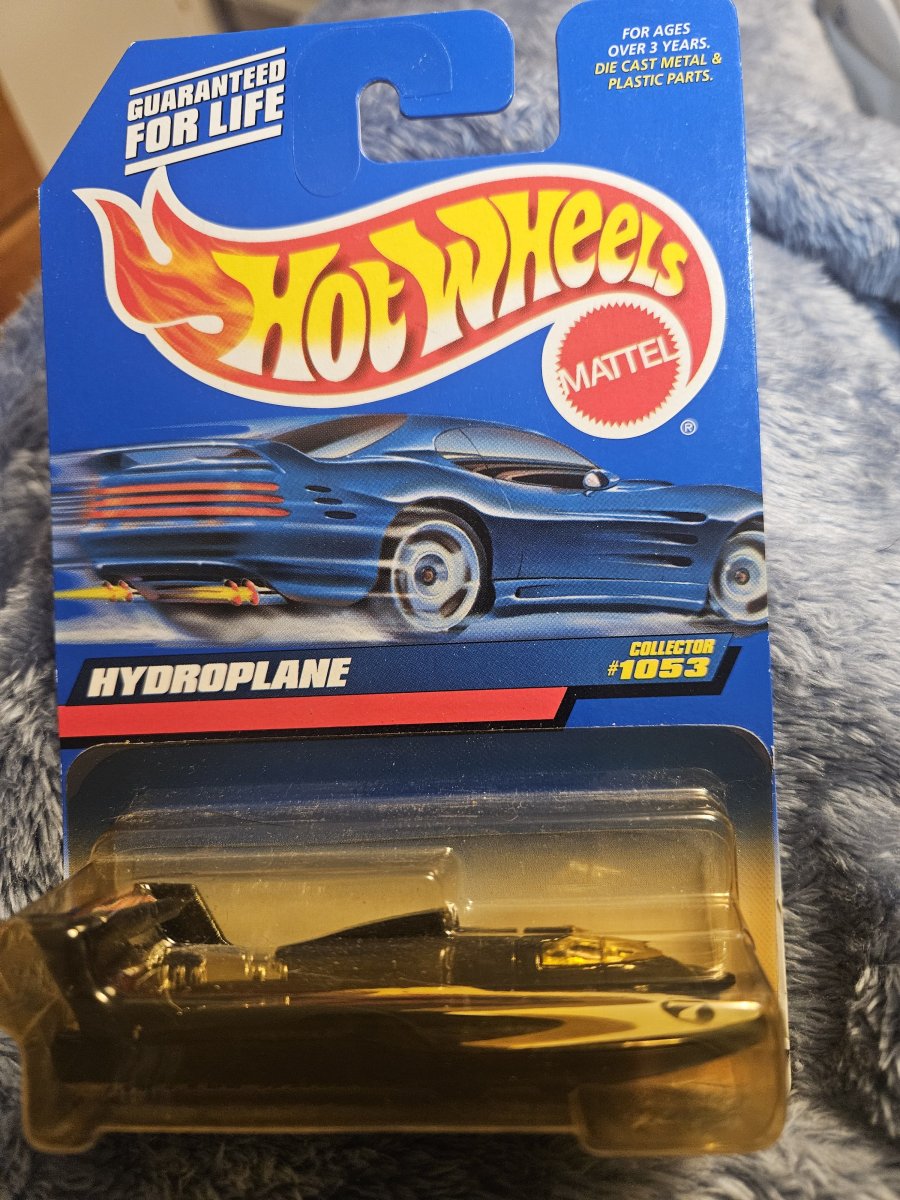 GUARANTEED
FOR LIFE
FOR AGES
OVER 3 YEARS.
DIE CAST METAL &
PLASTIC PARTS.
HOT WHEELS
MATTEL
®
HYDROPLANE
COLLECTOR
#1053